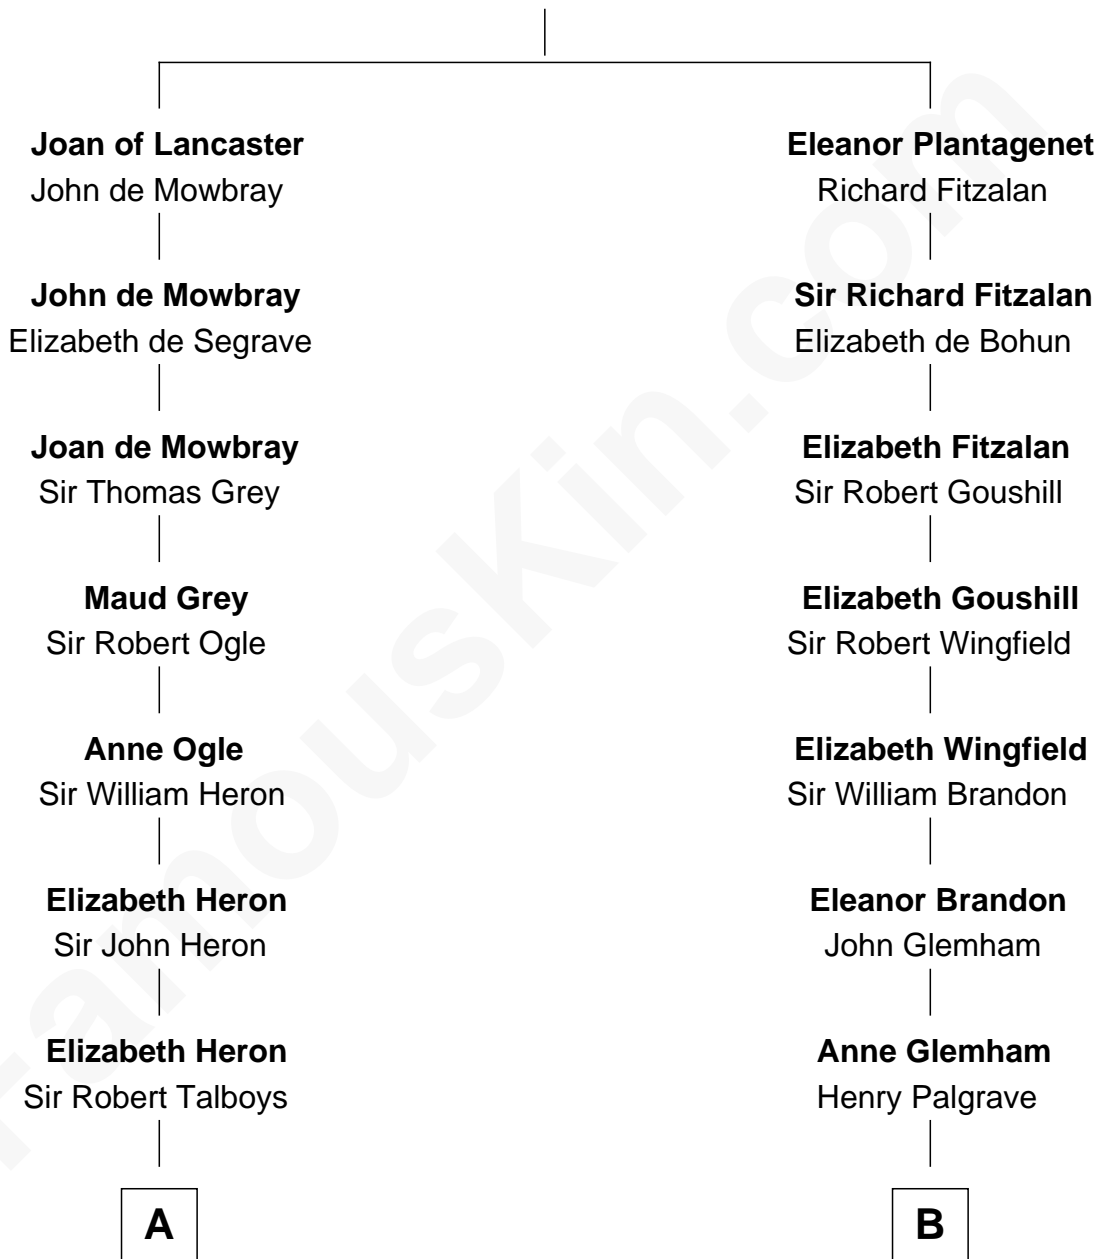 Joan of Lancaster
John de Mowbray
John de Mowbray
Elizabeth de Segrave
Joan de Mowbray
Sir Thomas Grey
Maud Grey
Sir Robert Ogle
Anne Ogle
Sir William Heron
Elizabeth Heron
Sir John Heron
Elizabeth Heron
Sir Robert Talboys
A
Eleanor Plantagenet
Richard Fitzalan
Sir Richard Fitzalan
Elizabeth de Bohun
Elizabeth Fitzalan
Sir Robert Goushill
Elizabeth Goushill
Sir Robert Wingfield
Elizabeth Wingfield
Sir William Brandon
Eleanor Brandon
John Glemham
Anne Glemham
Henry Palgrave
B
FamousKin.com